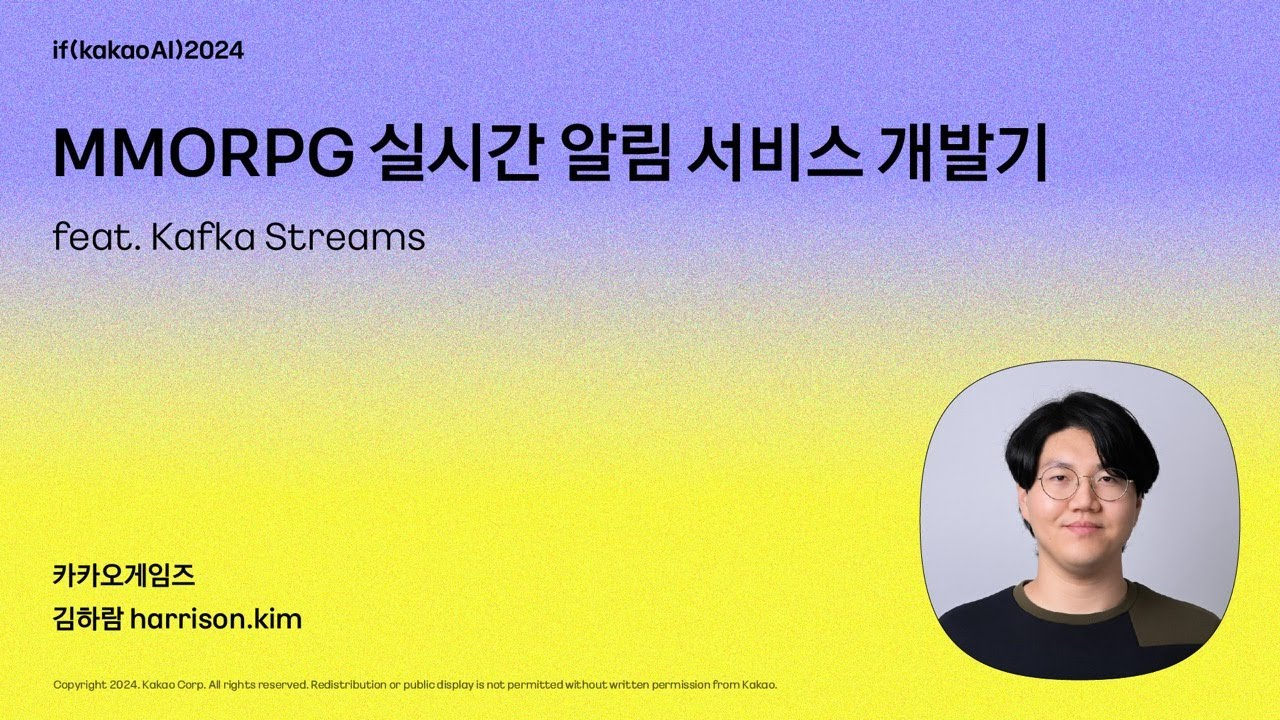 if(kakaoAI)2024
MMORPG 실시간 알림 서비스 개발기
feat. Kafka Streams
카카오게임즈
김하람 harrison.kim
Copyright 2024. Kakao Corp. All rights reserved. Redistribution or public display is not permitted without written permission from Kakao.